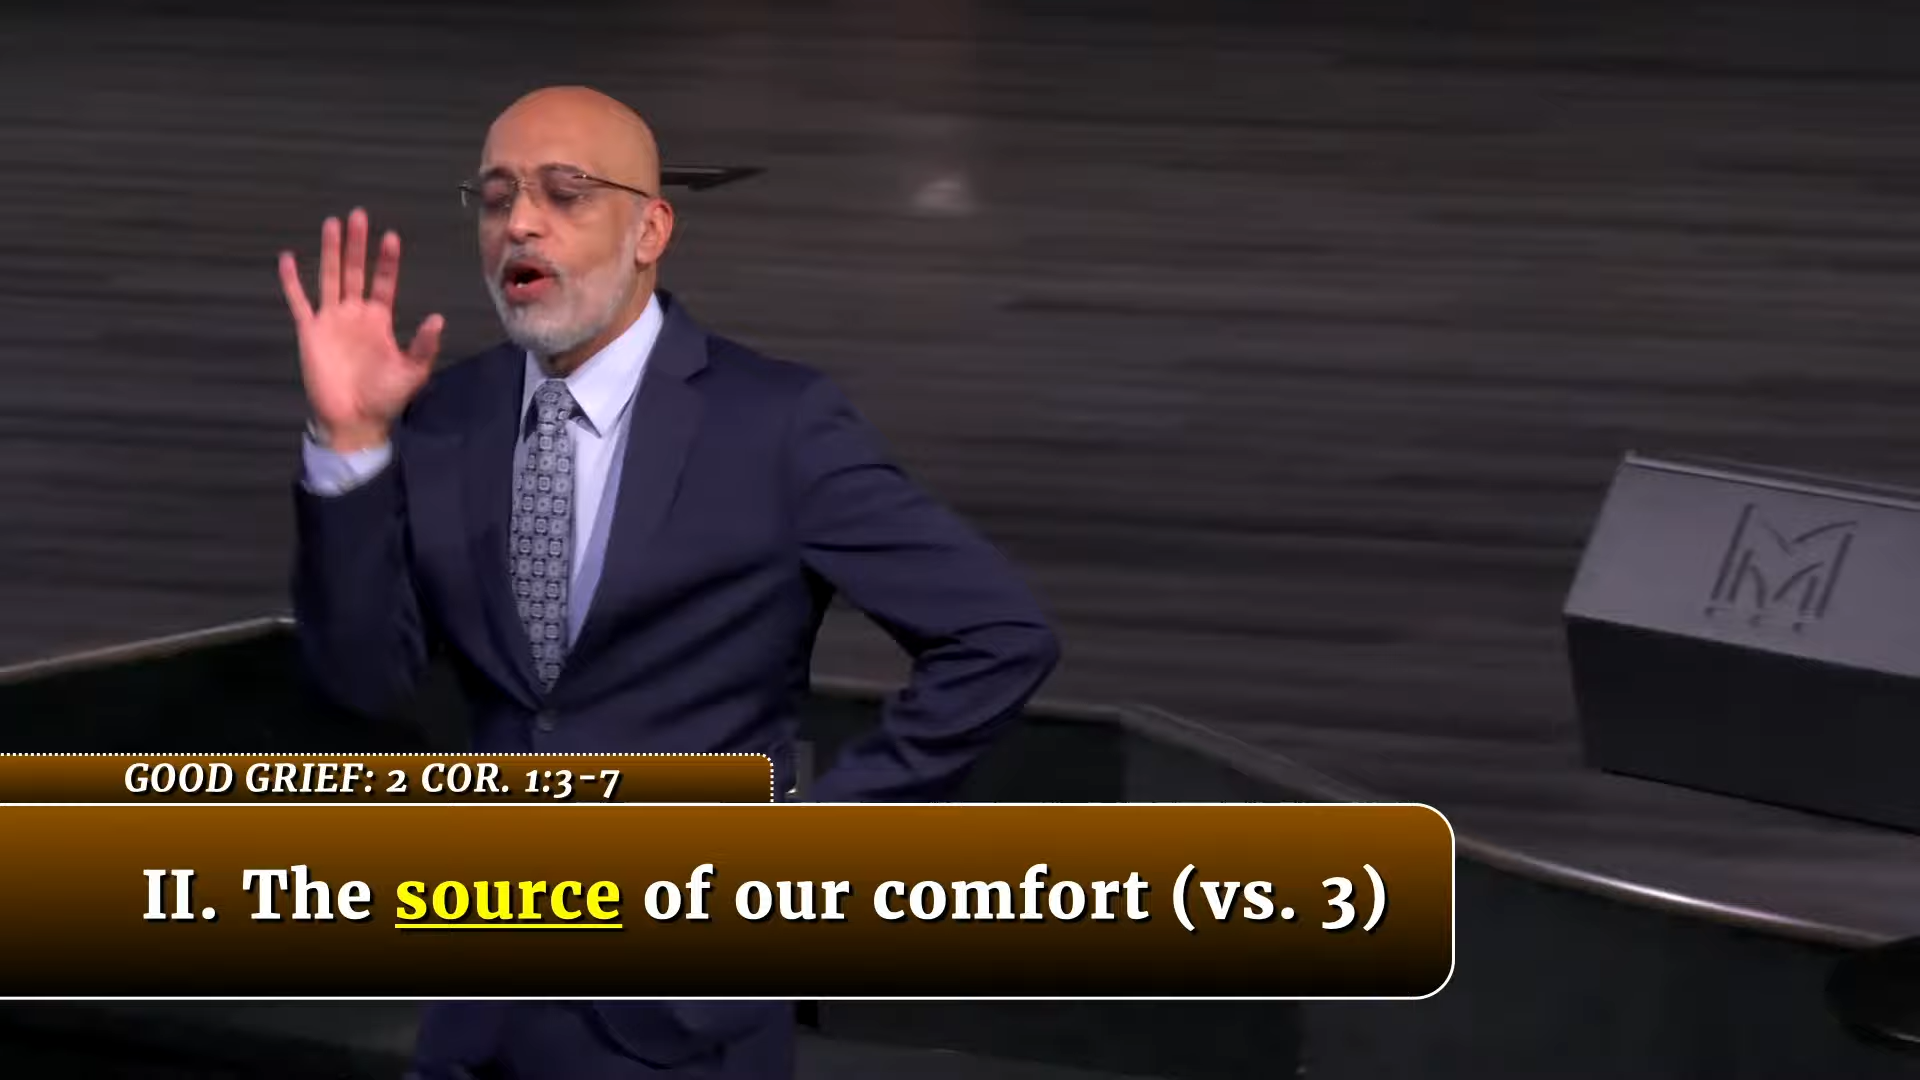 GOOD GRIEF: 2 COR. 1:3-7
II. The source of our comfort (vs. 3)